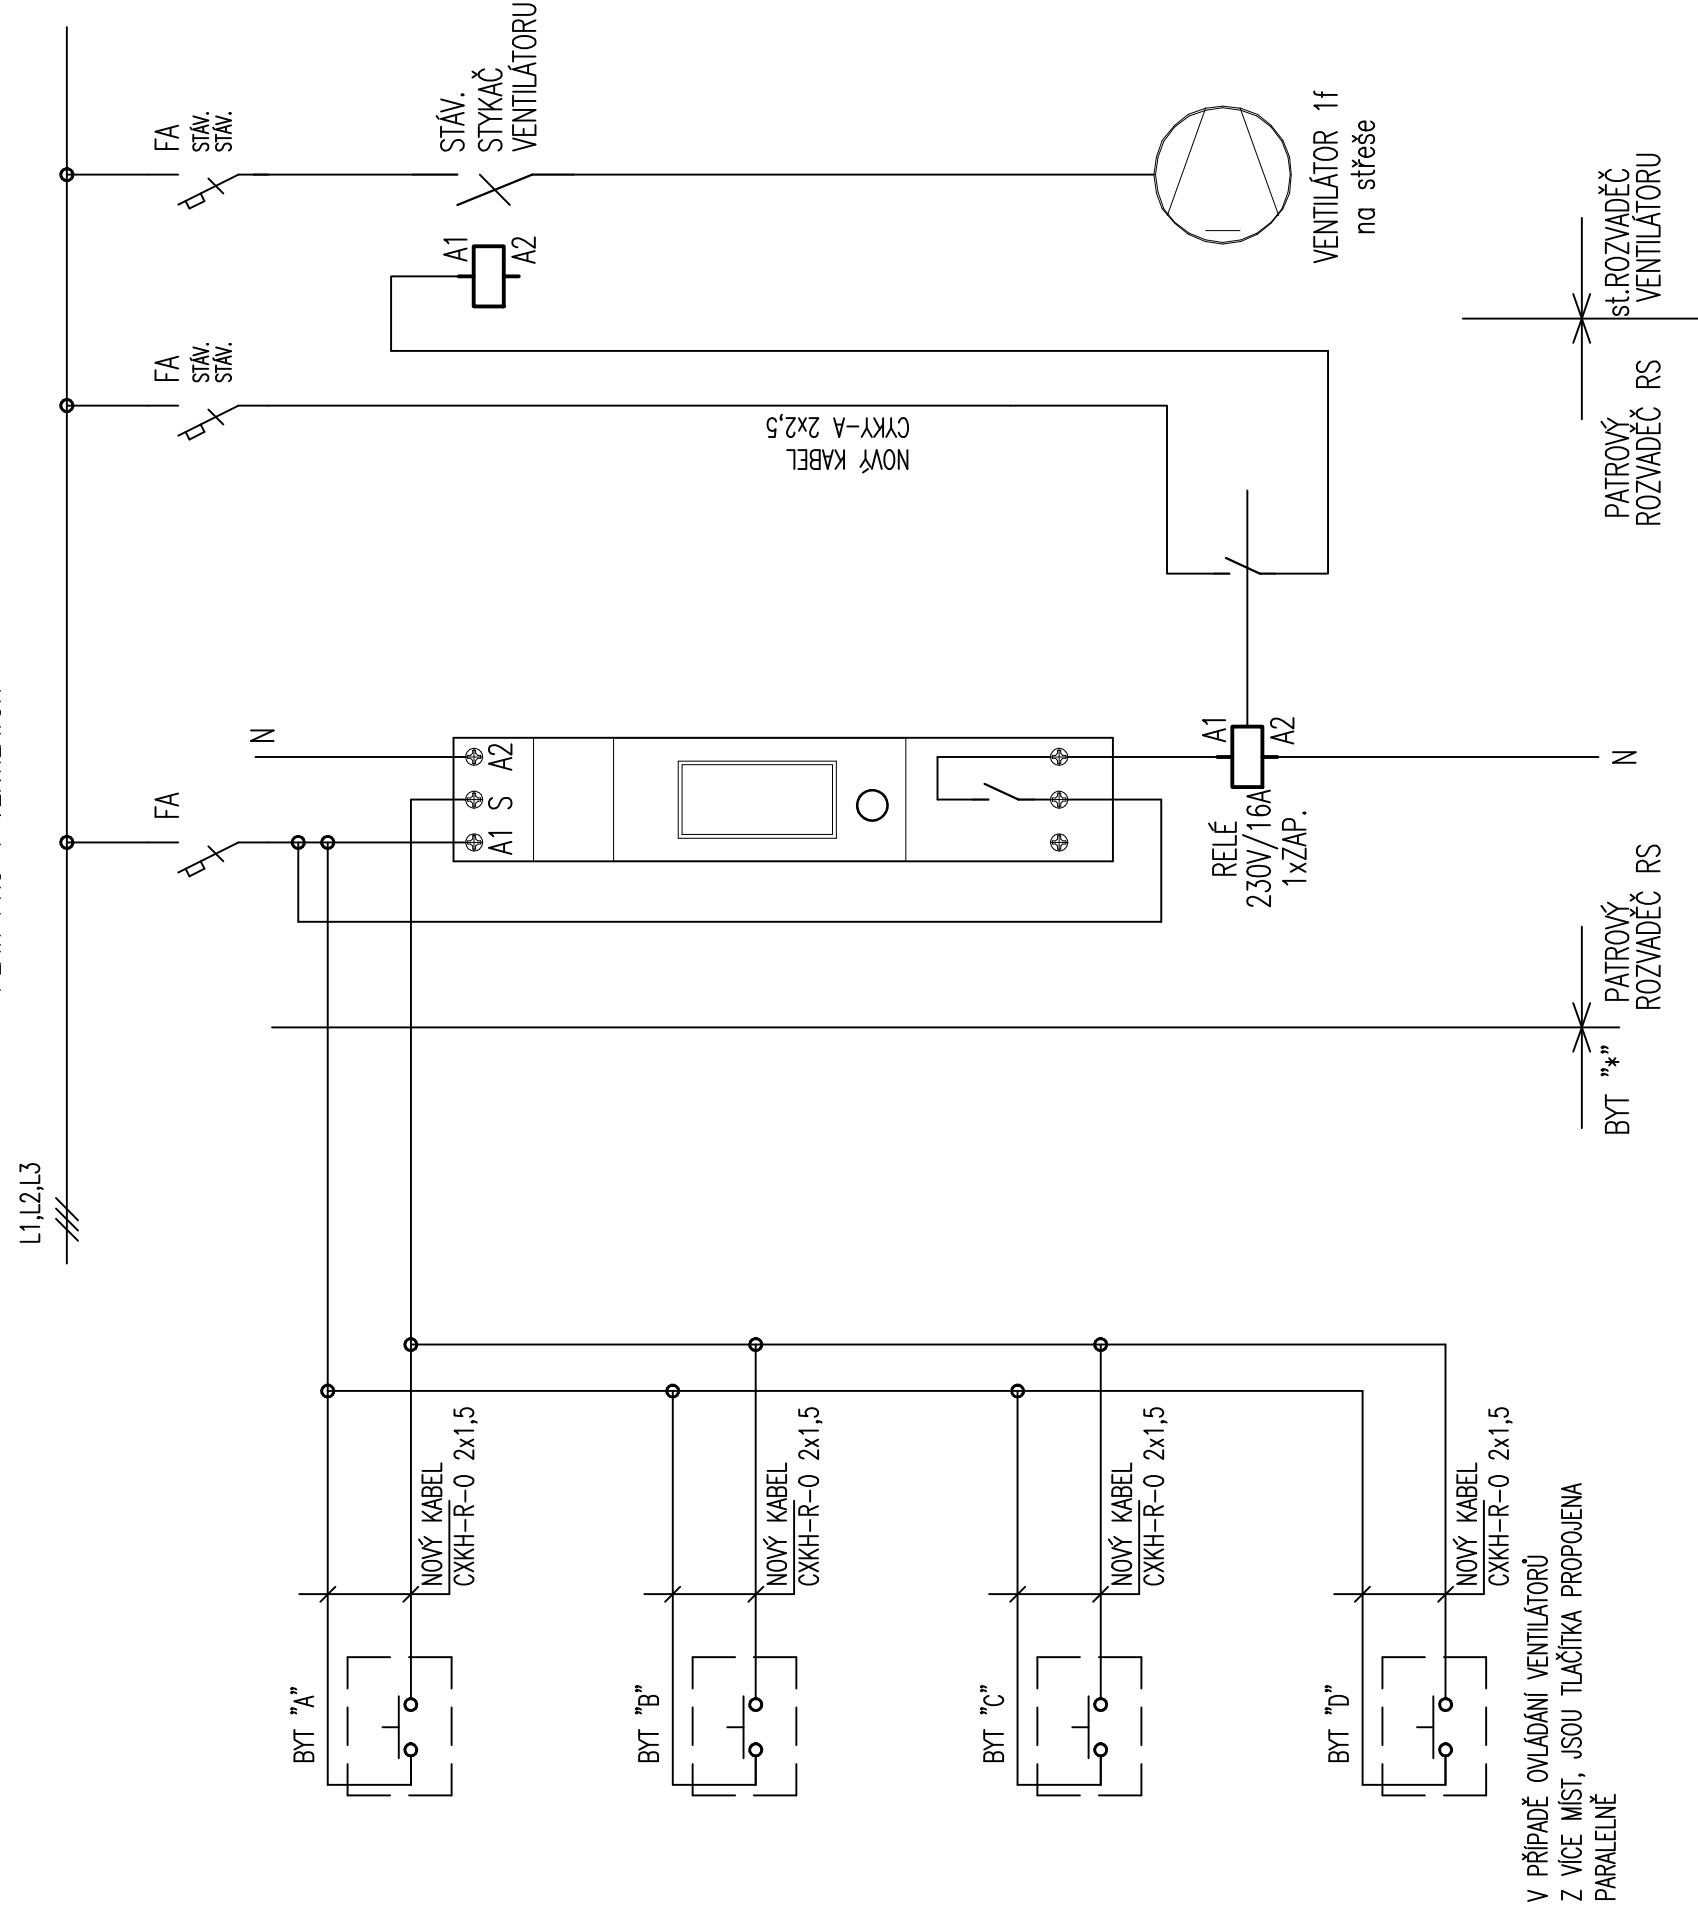 L1,L2,L3
FA
FA
STÁV.
STÁV.
FA
STÁV.
STÁV.
N
A1
S
A2
NOVÝ KABEL
CYKY-A 2x2,5
A1
A2
STÁV.
STYKAČ
VENTILÁTORU
VENTILÁTOR 1f
na střeše
A1
A2
RELÉ
230V/16A
1xZAP.
N
BYT "A"
NOVÝ KABEL
CXKH-R-O 2x1,5
BYT "B"
NOVÝ KABEL
CXKH-R-O 2x1,5
BYT "C"
NOVÝ KABEL
CXKH-R-O 2x1,5
BYT "D"
NOVÝ KABEL
CXKH-R-O 2x1,5
V PŘÍPADĚ OVLÁDÁNÍ VENTILÁTORŮ
Z VÍCE MÍST, JSOU TLAČÍTKA PROPOJENA
PARALELNĚ
BYT "*"
PATROVÝ
ROZVADĚČ RS
PATROVÝ
ROZVADĚČ RS
st.ROZVADĚČ
VENTILÁTORU